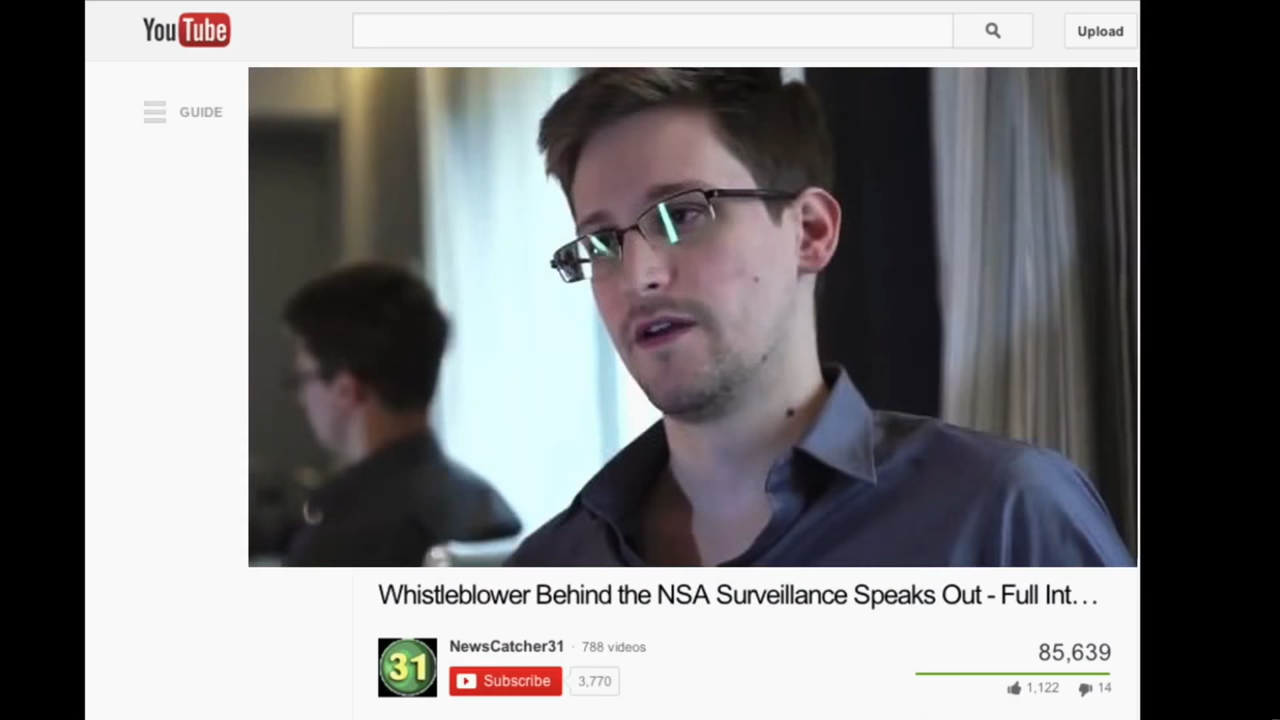 YouTube
Upload
GUIDE
Whistleblower Behind the NSA Surveillance Speaks Out - Full Int...
NewsCatcher31 · 788 videos
31
Subscribe 3,770
85,639
1,122 14